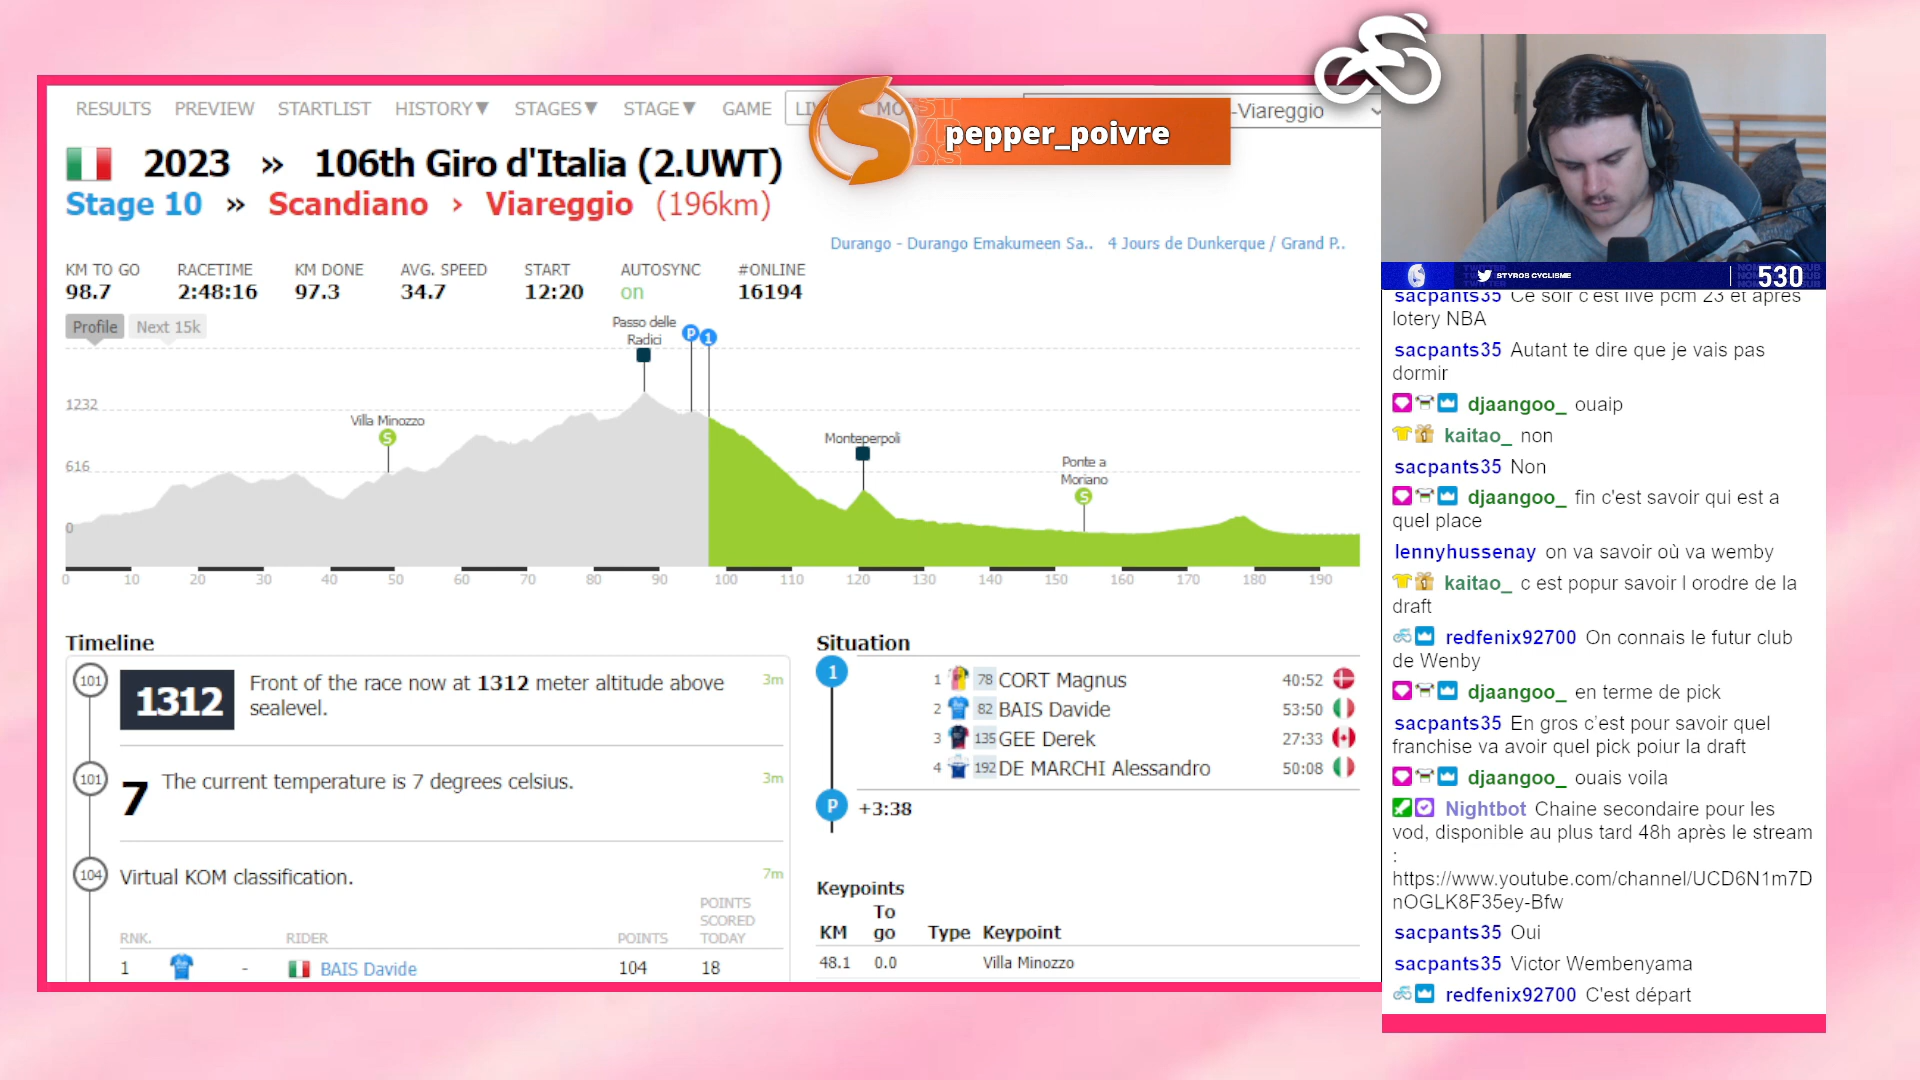 RESULTS PREVIEW STARTLIST HISTORY▼ STAGES▼ STAGE▼ GAME
-Viareggio
pepper_poivre
2023 » 106th Giro d'Italia (2.UWT)
Stage 10 » Scandiano › Viareggio (196km)
Durango - Durango Emakumeen Sa.. 4 Jours de Dunkerque / Grand P..
KM TO GO RACETIME KM DONE AVG. SPEED START AUTOSYNC #ONLINE
98.7 2:48:16 97.3 34.7 12:20 on 16194
Profile Next 15k
Passo delle
Radici
P 1
1232
Villa Minozzo
S
Monteperpoli
616
Ponte a
Moriano
S
0
0 10 20 30 40 50 60 70 80 90 100 110 120 130 140 150 160 170 180 190
Timeline
101
1312
Front of the race now at 1312 meter altitude above
sealevel.
3m
101
7
The current temperature is 7 degrees celsius.
3m
104
Virtual KOM classification.
7m
RNK. RIDER POINTS POINTS
SCORED
TODAY
1 - BAIS Davide 104 18
Situation
1
1 78 CORT Magnus 40:52
2 82 BAIS Davide 53:50
3 135 GEE Derek 27:33
4 192 DE MARCHI Alessandro 50:08
P +3:38
Keypoints
KM To
go Type Keypoint
48.1 0.0 Villa Minozzo
STYROS CYCLISME
530
sacpants35 Ce soir c'est live pcm 23 et après
lotery NBA
sacpants35 Autant te dire que je vais pas
dormir
djaangoo_ ouaip
kaitao_ non
sacpants35 Non
djaangoo_ fin c'est savoir qui est a
quel place
lennyhussenay on va savoir où va wemby
kaitao_ c est popur savoir l orodre de la
draft
redfenix92700 On connais le futur club
de Wenby
djaangoo_ en terme de pick
sacpants35 En gros c'est pour savoir quel
franchise va avoir quel pick poiur la draft
djaangoo_ ouais voila
Nightbot Chaine secondaire pour les
vod, disponible au plus tard 48h après le stream
:
https://www.youtube.com/channel/UCD6N1m7D
nOGLK8F35ey-Bfw
sacpants35 Oui
sacpants35 Victor Wembenyama
redfenix92700 C'est départ